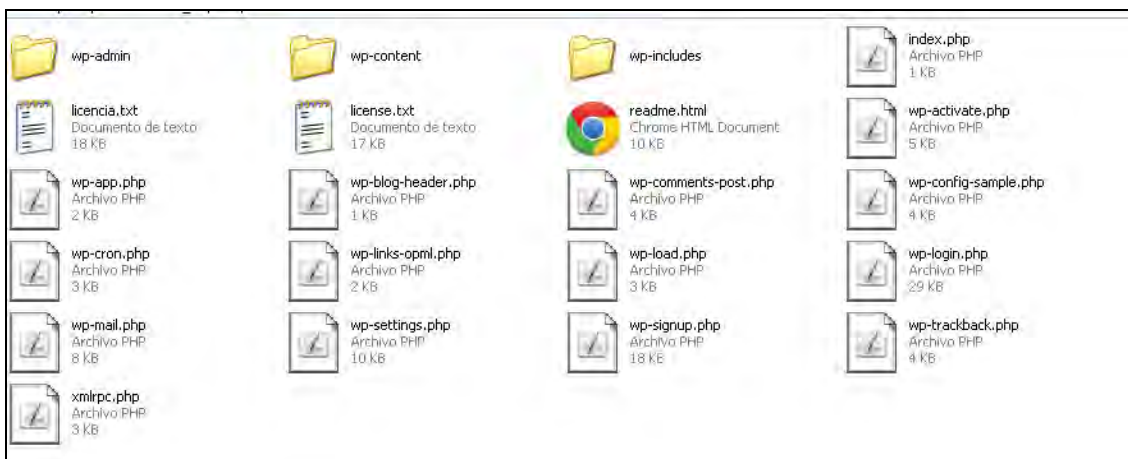 wp-admin
wp-content
wp-includes
index.php
Archivo PHP
1 KB
licencia.txt
Documento de texto
18 KB
license.txt
Documento de texto
17 KB
readme.html
Chrome HTML Document
10 KB
wp-activate.php
Archivo PHP
5 KB
wp-app.php
Archivo PHP
2 KB
wp-blog-header.php
Archivo PHP
1 KB
wp-comments-post.php
Archivo PHP
4 KB
wp-config-sample.php
Archivo PHP
4 KB
wp-cron.php
Archivo PHP
3 KB
wp-links-opml.php
Archivo PHP
2 KB
wp-load.php
Archivo PHP
3 KB
wp-login.php
Archivo PHP
29 KB
wp-mail.php
Archivo PHP
8 KB
wp-settings.php
Archivo PHP
10 KB
wp-signup.php
Archivo PHP
18 KB
wp-trackback.php
Archivo PHP
4 KB
xmlrpc.php
Archivo PHP
3 KB